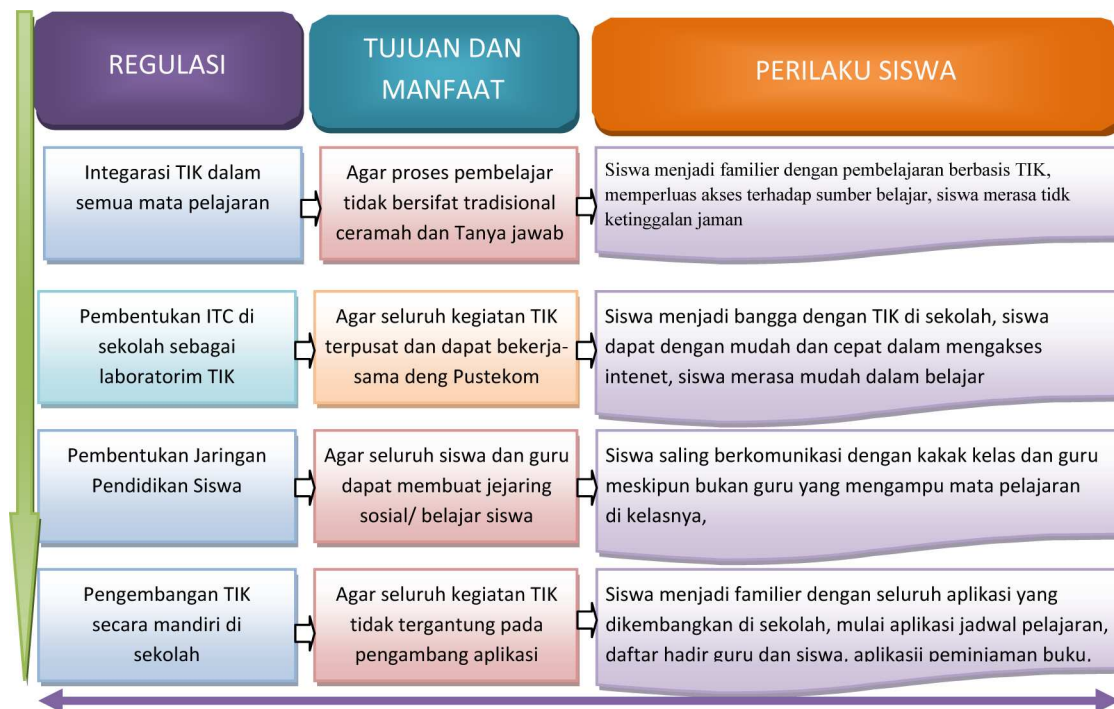 REGULASI
TUJUAN DAN
MANFAAT
PERILAKU SISWA
Integarasi TIK dalam
semua mata pelajaran
Agar proses pembelajar
tidak bersifat tradisional
ceramah dan Tanya jawab
Siswa menjadi familier dengan pembelajaran berbasis TIK,
memperluas akses terhadap sumber belajar, siswa merasa tidk
ketinggalan jaman
Pembentukan ITC di
sekolah sebagai
laboratorim TIK
Agar seluruh kegiatan TIK
terpusat dan dapat bekerja-
sama deng Pustekom
Siswa menjadi bangga dengan TIK di sekolah, siswa
dapat dengan mudah dan cepat dalam mengakses
intenet, siswa merasa mudah dalam belajar
Pembentukan Jaringan
Pendidikan Siswa
Agar seluruh siswa dan guru
dapat membuat jejaring
sosial/ belajar siswa
Siswa saling berkomunikasi dengan kakak kelas dan guru
meskipun bukan guru yang mengampu mata pelajaran
di kelasnya,
Pengembangan TIK
secara mandiri di
sekolah
Agar seluruh kegiatan TIK
tidak tergantung pada
pengambang aplikasi
Siswa menjadi familier dengan seluruh aplikasi yang
dikembangkan di sekolah, mulai aplikasi jadwal pelajaran,
daftar hadir guru dan siswa, aplikasii peminjaman buku,